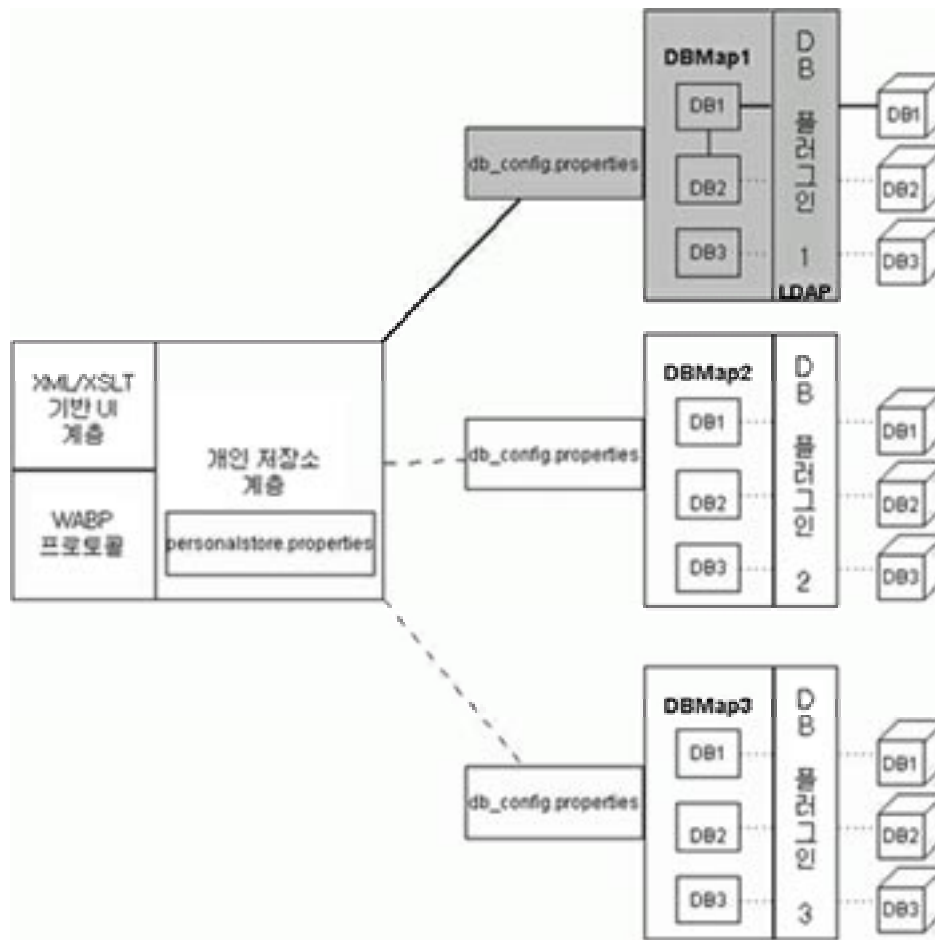 XML/XSLT
기반 UI
계층
WABP
프로토콜
개인 저장소
계층
personalstore.properties
db_config.properties
DBMap1
DB1
DB2
DB3
DB 플러그인 1
LDAP
DB1
DB2
DB3
db_config.properties
DBMap2
DB1
DB2
DB3
DB 플러그인 2
DB1
DB2
DB3
db_config.properties
DBMap3
DB1
DB2
DB3
DB 플러그인 3
DB1
DB2
DB3